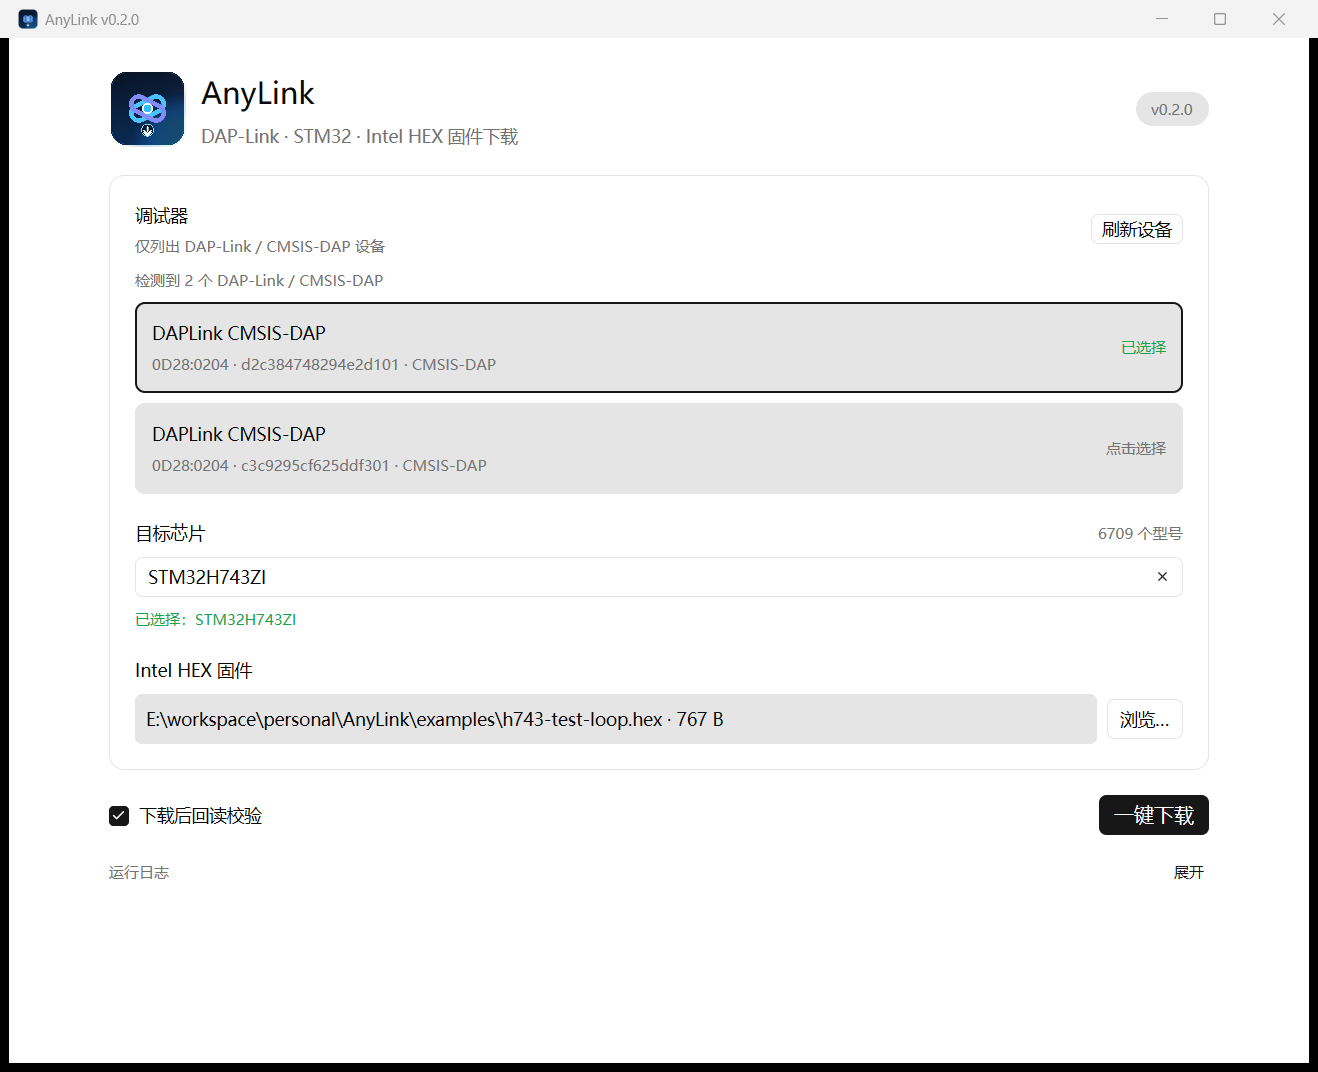 AnyLink v0.2.0
AnyLink
DAP-Link · STM32 · Intel HEX 固件下载
v0.2.0
调试器
仅列出 DAP-Link / CMSIS-DAP 设备
刷新设备
检测到 2 个 DAP-Link / CMSIS-DAP
DAPLink CMSIS-DAP
0D28:0204 · d2c384748294e2d101 · CMSIS-DAP
已选择
DAPLink CMSIS-DAP
0D28:0204 · c3c9295cf625ddf301 · CMSIS-DAP
点击选择
目标芯片
6709 个型号
STM32H743ZI
已选择：STM32H743ZI
Intel HEX 固件
E:\workspace\personal\AnyLink\examples\h743-test-loop.hex · 767 B
浏览...
下载后回读校验
一键下载
运行日志
展开